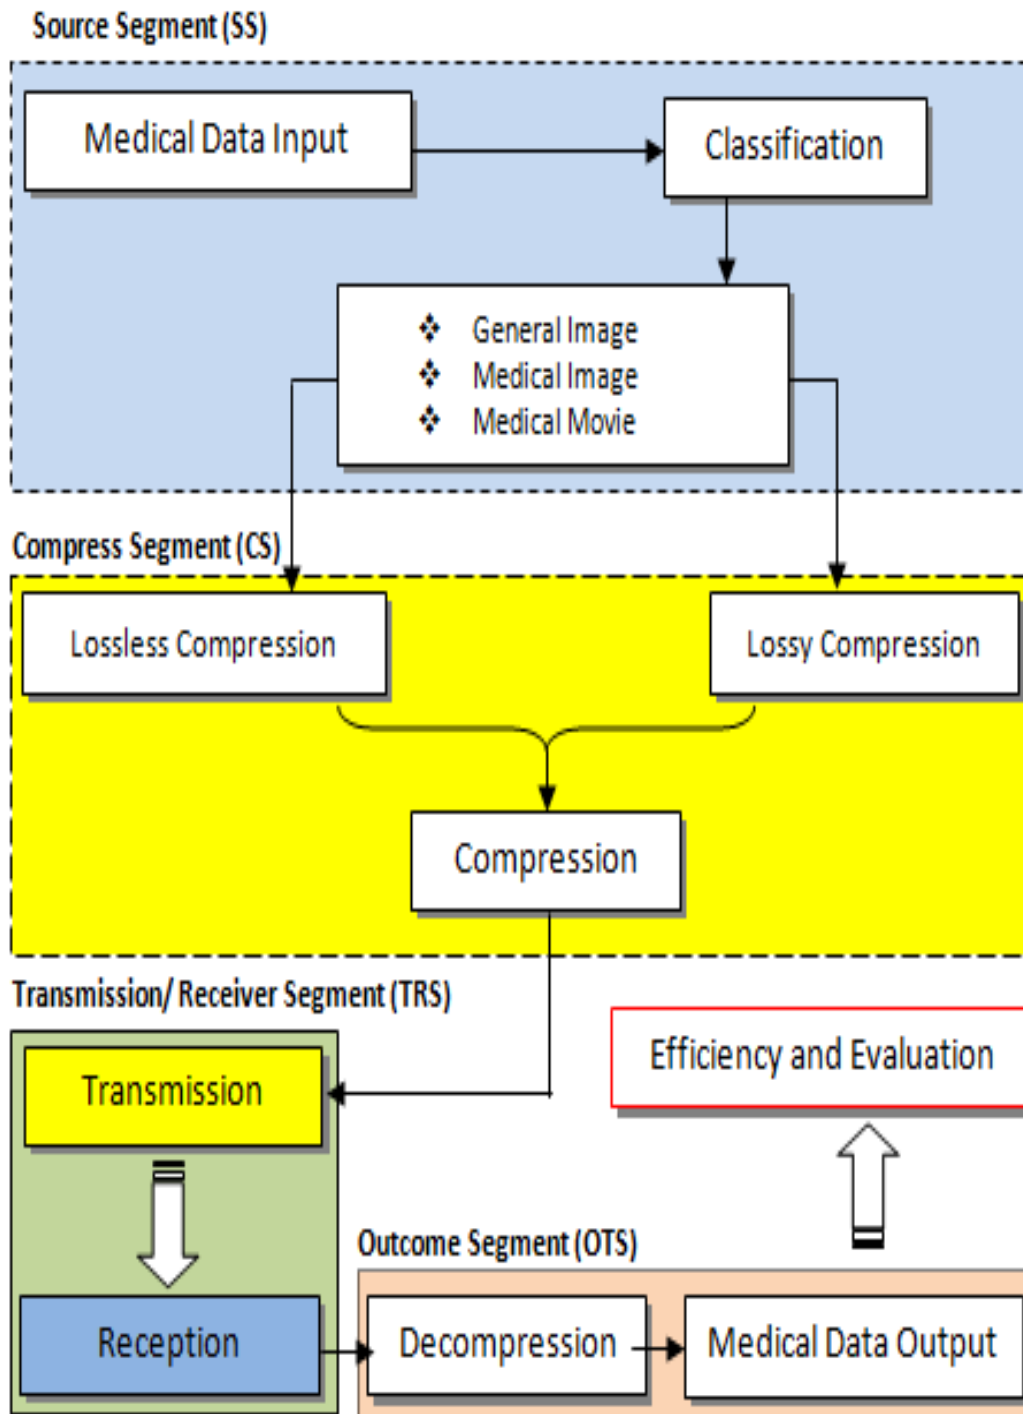 Source Segment (SS)
Medical Data Input
Classification
❖ General Image
❖ Medical Image
❖ Medical Movie
Compress Segment (CS)
Lossless Compression
Lossy Compression
Compression
Transmission/ Receiver Segment (TRS)
Transmission
Efficiency and Evaluation
Outcome Segment (OTS)
Reception
Decompression
Medical Data Output